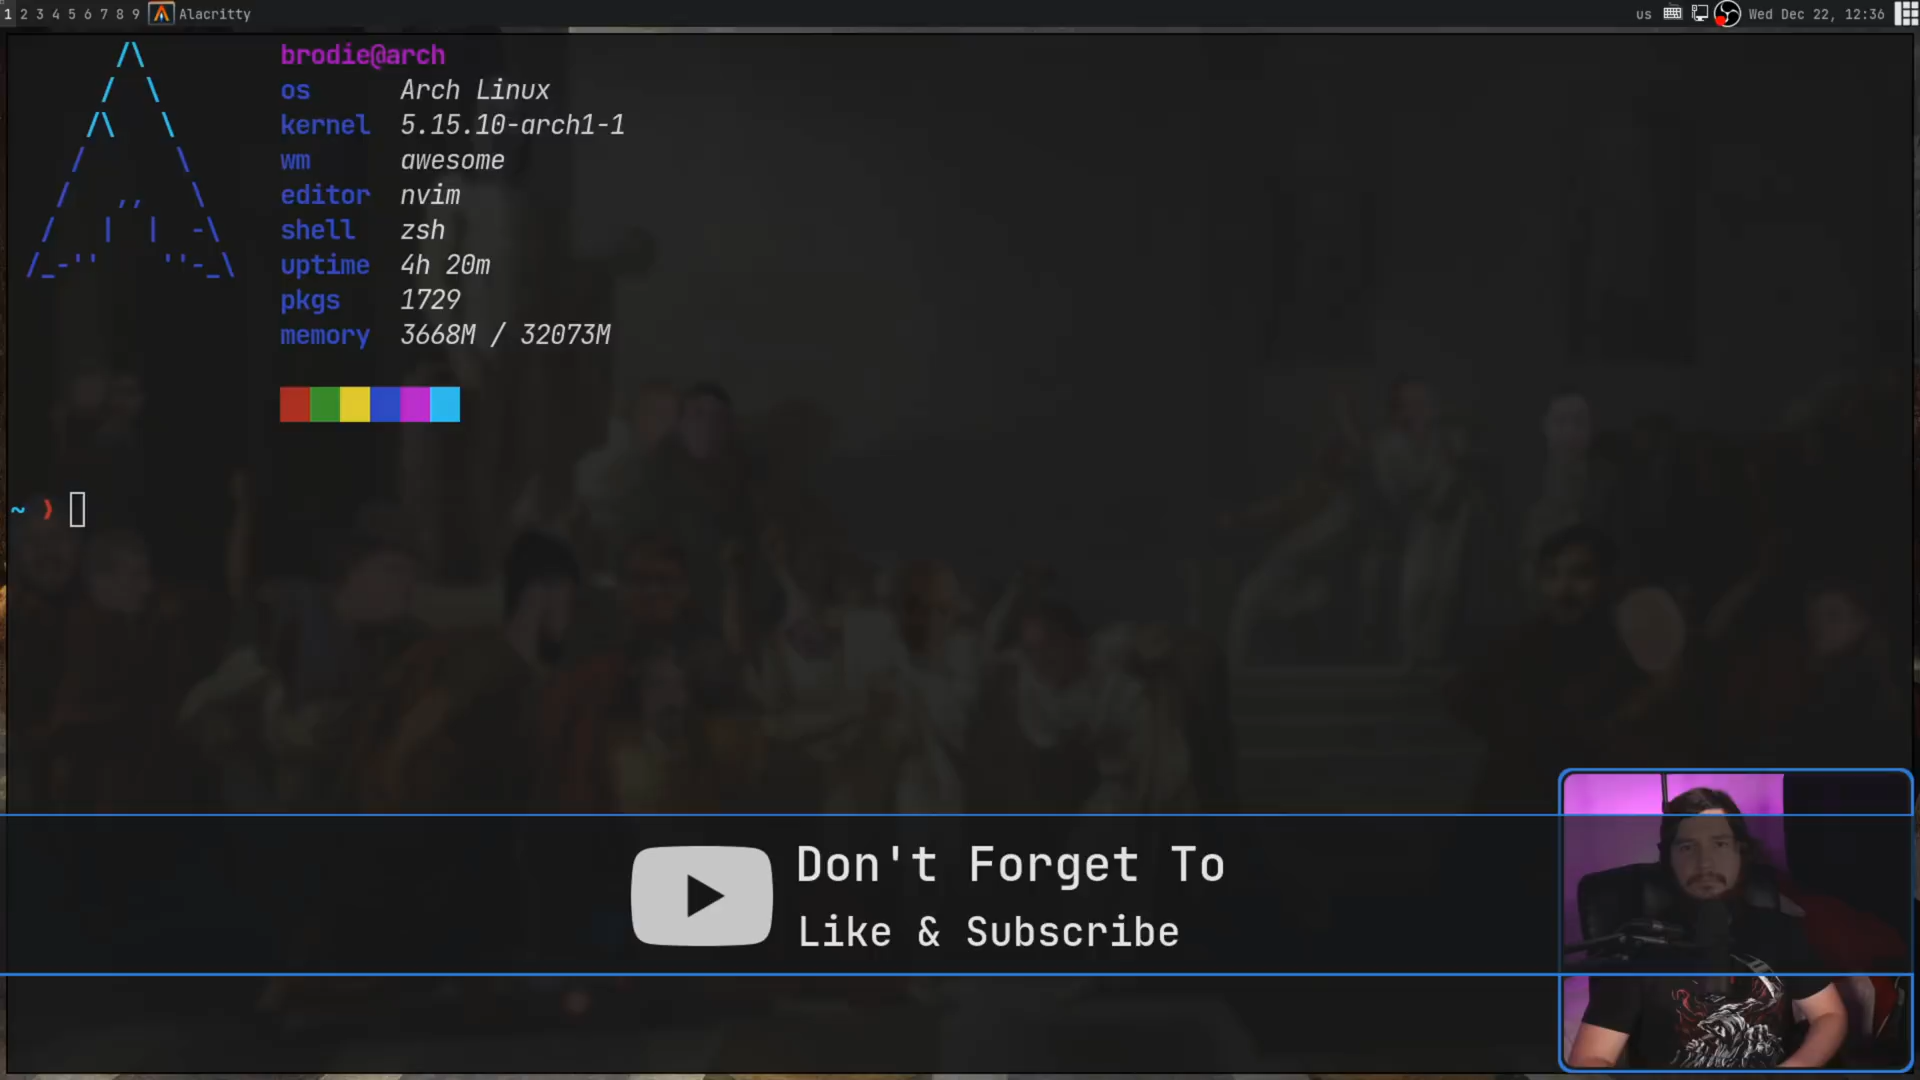 1 2 3 4 5 6 7 8 9 Alacritty us Wed Dec 22, 12:36
brodie@arch
os Arch Linux
kernel 5.15.10-arch1-1
wm awesome
editor nvim
shell zsh
uptime 4h 20m
pkgs 1729
memory 3668M / 32073M
~ ❩
Don't Forget To
Like & Subscribe